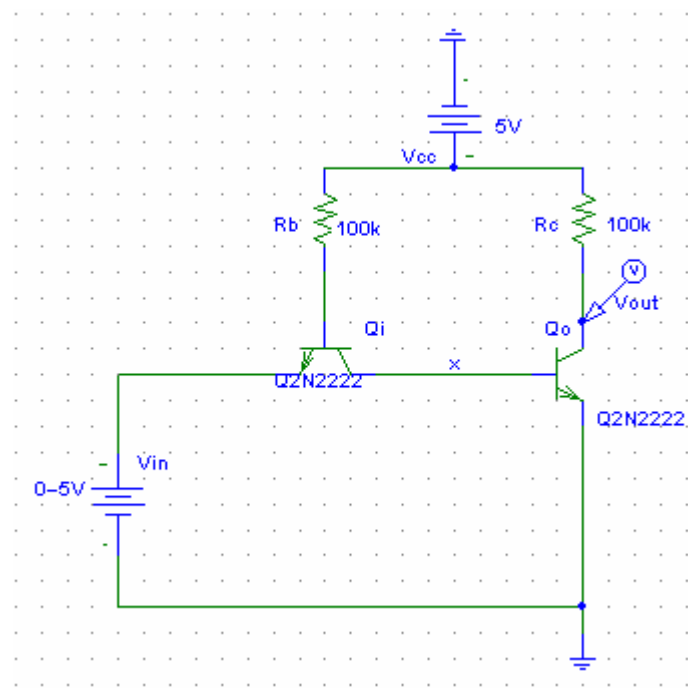 5V
Vcc
Rb
100k
Rc
100k
V
Vout
Qi
Qo
x
Q2N2222
Q2N2222
Vin
0-5V